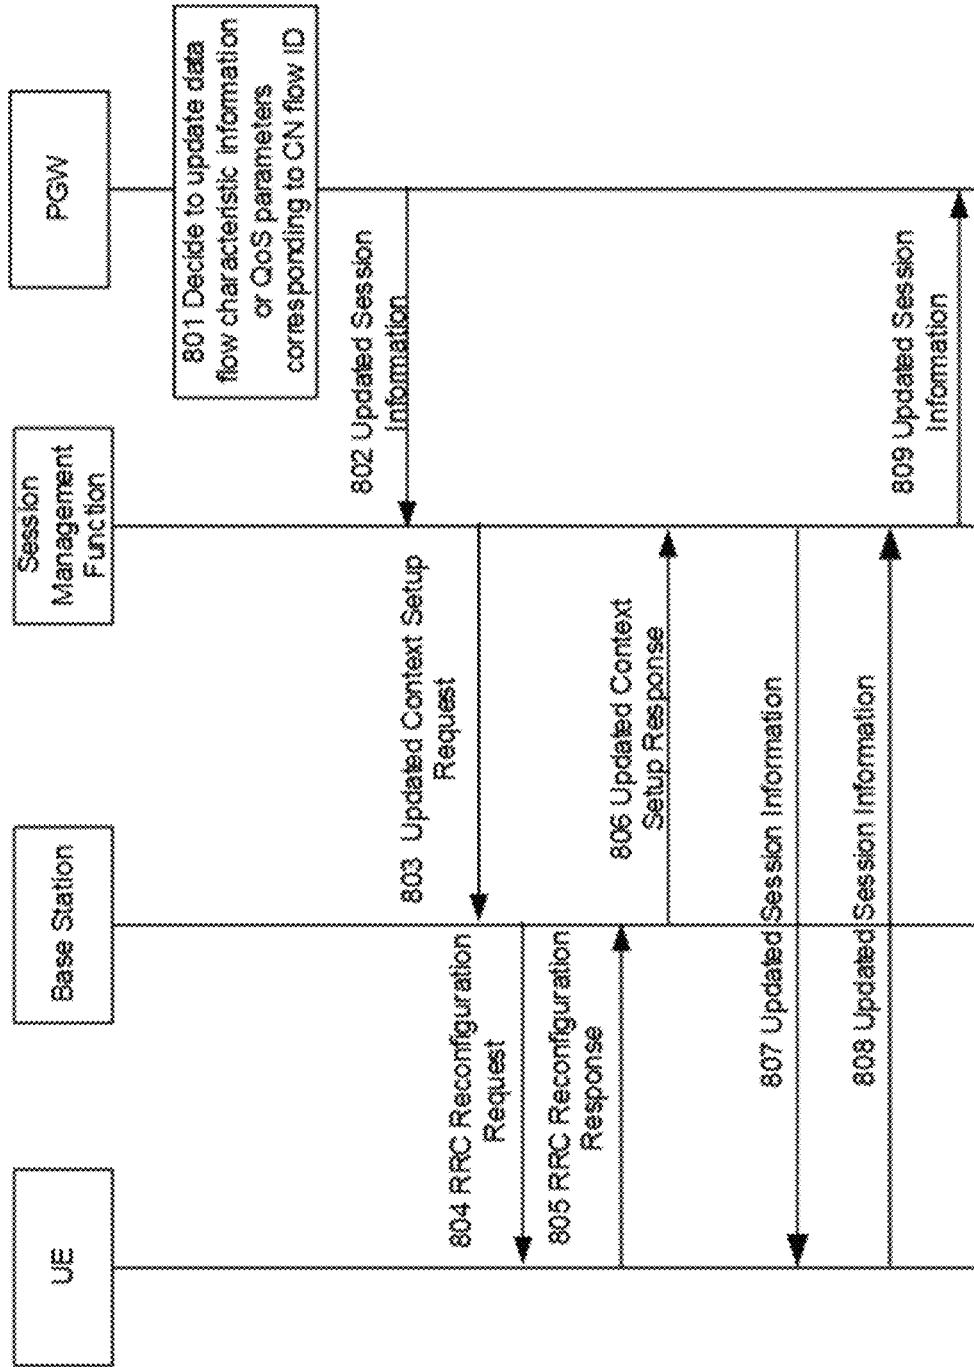 UE
Base Station
Session
Management
Function
PGW
801 Decide to update data
flow characteristic information
or QoS parameters
corresponding to CN flow ID
802 Updated Session
Information
803 Updated Context Setup
Request
804 RRC Reconfiguration
Request
805 RRC Reconfiguration
Response
806 Updated Context
Setup Response
807 Updated Session Information
808 Updated Session Information
809 Updated Session
Information